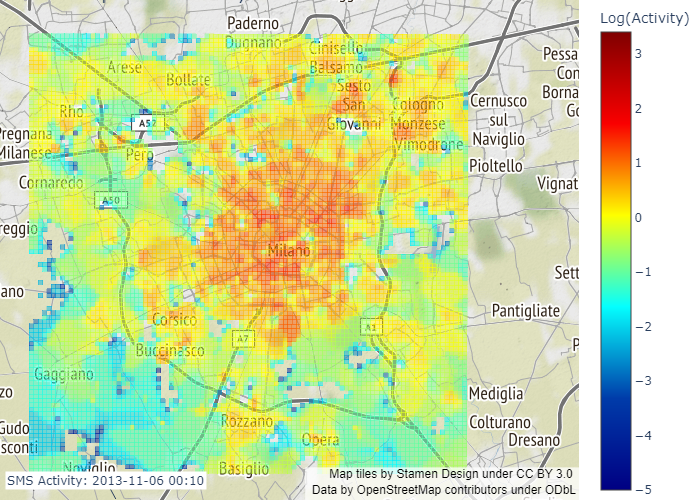 Log(Activity)
3
2
1
0
−1
−2
−3
−4
−5
Paderno
Dugnano
Cinisello
Balsamo
Arese
Bollate
Sesto
San
Giovanni
Cologno
Monzese
Vimodrone
Pessa
Con
Borna
Go
Cernusco
sul
Naviglio
Pioltello
Vignat
Rho
A52
Pregnana
Milanese
Pero
Cornaredo
A50
reggio
Milano
Sett
ano
Pantigliate
Corsico
A7
A1
Buccinasco
P
Gaggiano
zo
Mediglia
Colturano
Dresano
Rozzano
Opera
Gudo
sconti
Noviglio
Basiglio
SMS Activity: 2013-11-06 00:10
Map tiles by Stamen Design under CC BY 3.0
Data by OpenStreetMap contributors under ODbL